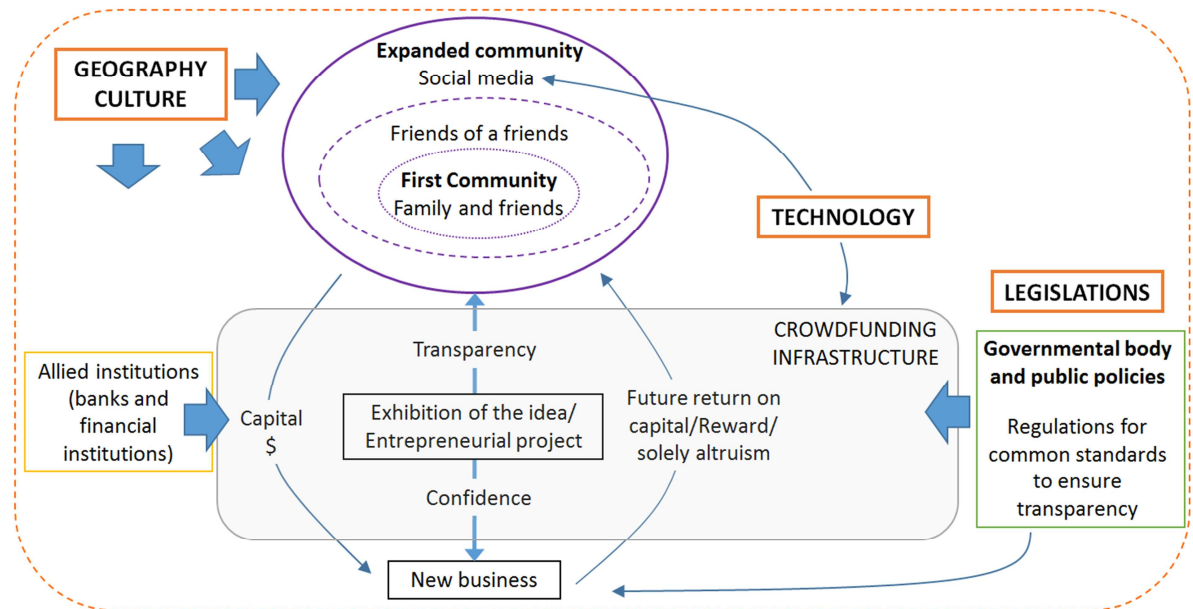 GEOGRAPHY
CULTURE
Expanded community
Social media
Friends of a friends
First Community
Family and friends
TECHNOLOGY
LEGISLATIONS
CROWDFUNDING
INFRASTRUCTURE
Governmental body
and public policies
Regulations for
common standards
to ensure
transparency
Allied institutions
(banks and
financial
institutions)
Capital
$
Transparency
Exhibition of the idea/
Entrepreneurial project
Confidence
Future return on
capital/Reward/
solely altruism
New business